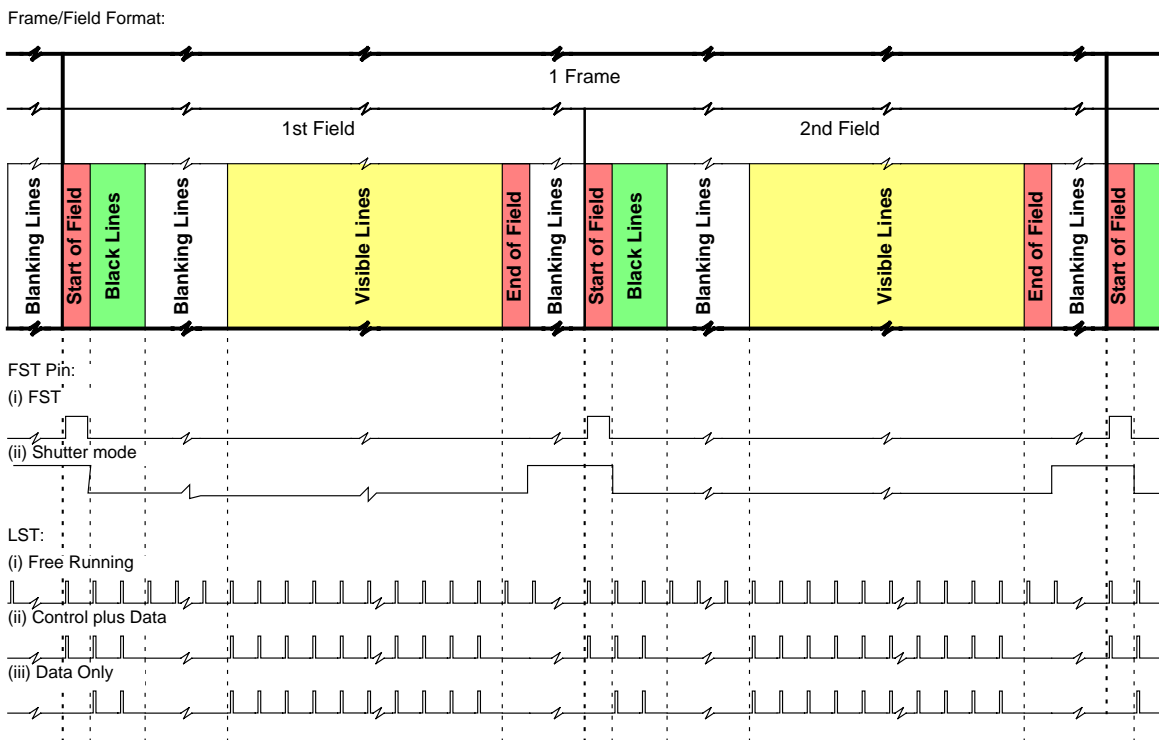 Frame/Field Format:
1 Frame
1st Field
2nd Field
Blanking Lines
Start of Field
Black Lines
Blanking Lines
Visible Lines
End of Field
Blanking Lines
Start of Field
Black Lines
Blanking Lines
Visible Lines
End of Field
Blanking Lines
Start of Field
FST Pin:
(i) FST
(ii) Shutter mode
LST:
(i) Free Running
(ii) Control plus Data
(iii) Data Only